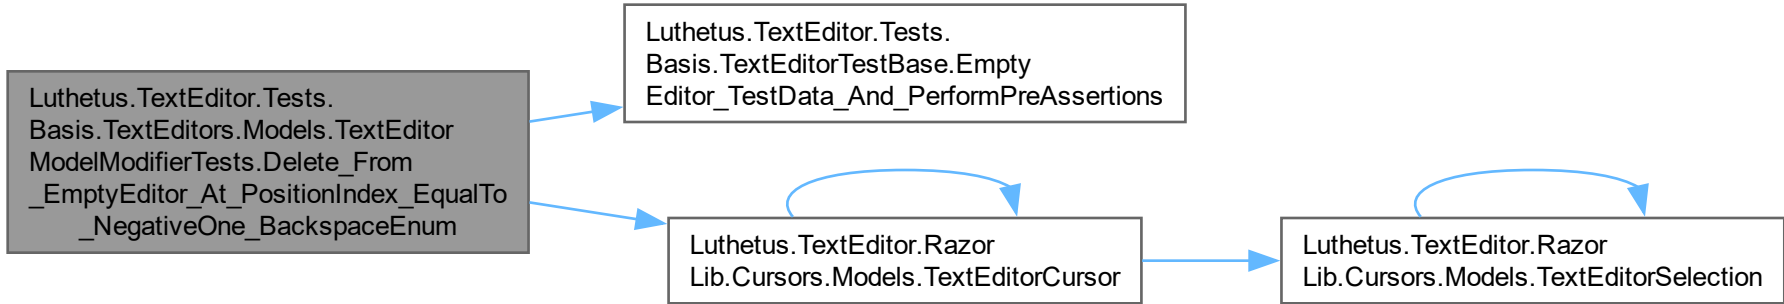 Luthetus.TextEditor.Tests.
Basis.TextEditors.Models.TextEditor
ModelModifierTests.Delete_From
_EmptyEditor_At_PositionIndex_EqualTo
_NegativeOne_BackspaceEnum
Luthetus.TextEditor.Tests.
Basis.TextEditorTestBase.Empty
Editor_TestData_And_PerformPreAssertions
Luthetus.TextEditor.Razor
Lib.Cursors.Models.TextEditorCursor
Luthetus.TextEditor.Razor
Lib.Cursors.Models.TextEditorSelection